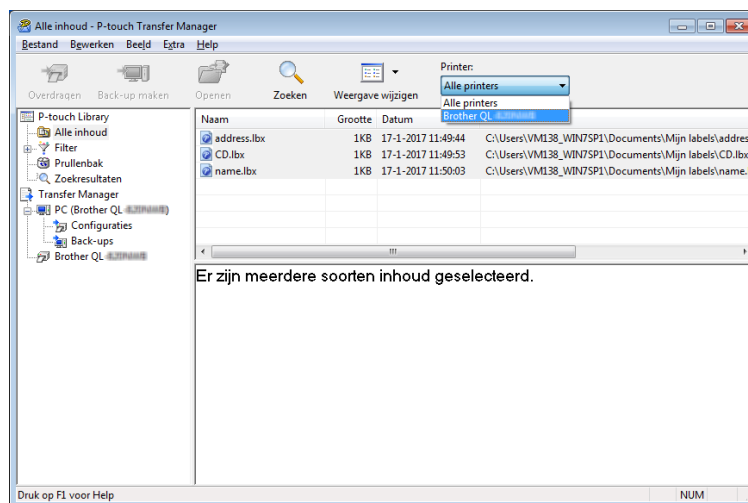 Alle inhoud - P-touch Transfer Manager
Bestand Bewerken Beeld Extra Help
Overdragen Back-up maken Openen Zoeken Weergave wijzigen
Printer:
Alle printers
Alle printers
Brother QL
P-touch Library
Alle inhoud
Filter
Prullenbak
Zoekresultaten
Transfer Manager
PC (Brother QL )
Configuraties
Back-ups
Brother QL
Naam Grootte Datum
address.lbx 1KB 17-1-2017 11:49:44 C:\Users\VM138_WIN7SP1\Documents\Mijn labels\addres
CD.lbx 1KB 17-1-2017 11:49:53 C:\Users\VM138_WIN7SP1\Documents\Mijn labels\CD.lbx
name.lbx 1KB 17-1-2017 11:50:03 C:\Users\VM138_WIN7SP1\Documents\Mijn labels\name.
Er zijn meerdere soorten inhoud geselecteerd.
Druk op F1 voor Help NUM